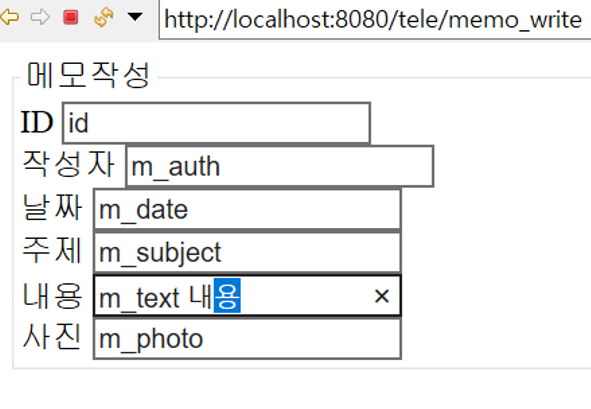 http://localhost:8080/tele/memo_write
메모작성
ID id
작성자 m_auth
날짜 m_date
주제 m_subject
내용 m_text 내용
사진 m_photo